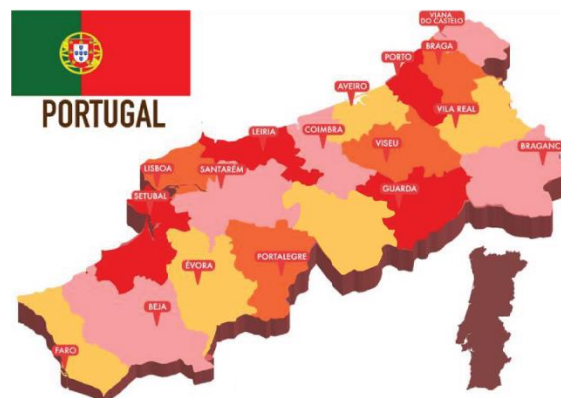 PORTUGAL
VIANA
DO CASTELO
BRAGA
PORTO
AVEIRO
VILA REAL
LEIRIA
COIMBRA
VISEU
BRAGANC
LISBOA
SANTARÉM
SETUBAL
GUARDA
ÉVORA
PORTALEGRE
BEJA
FARO